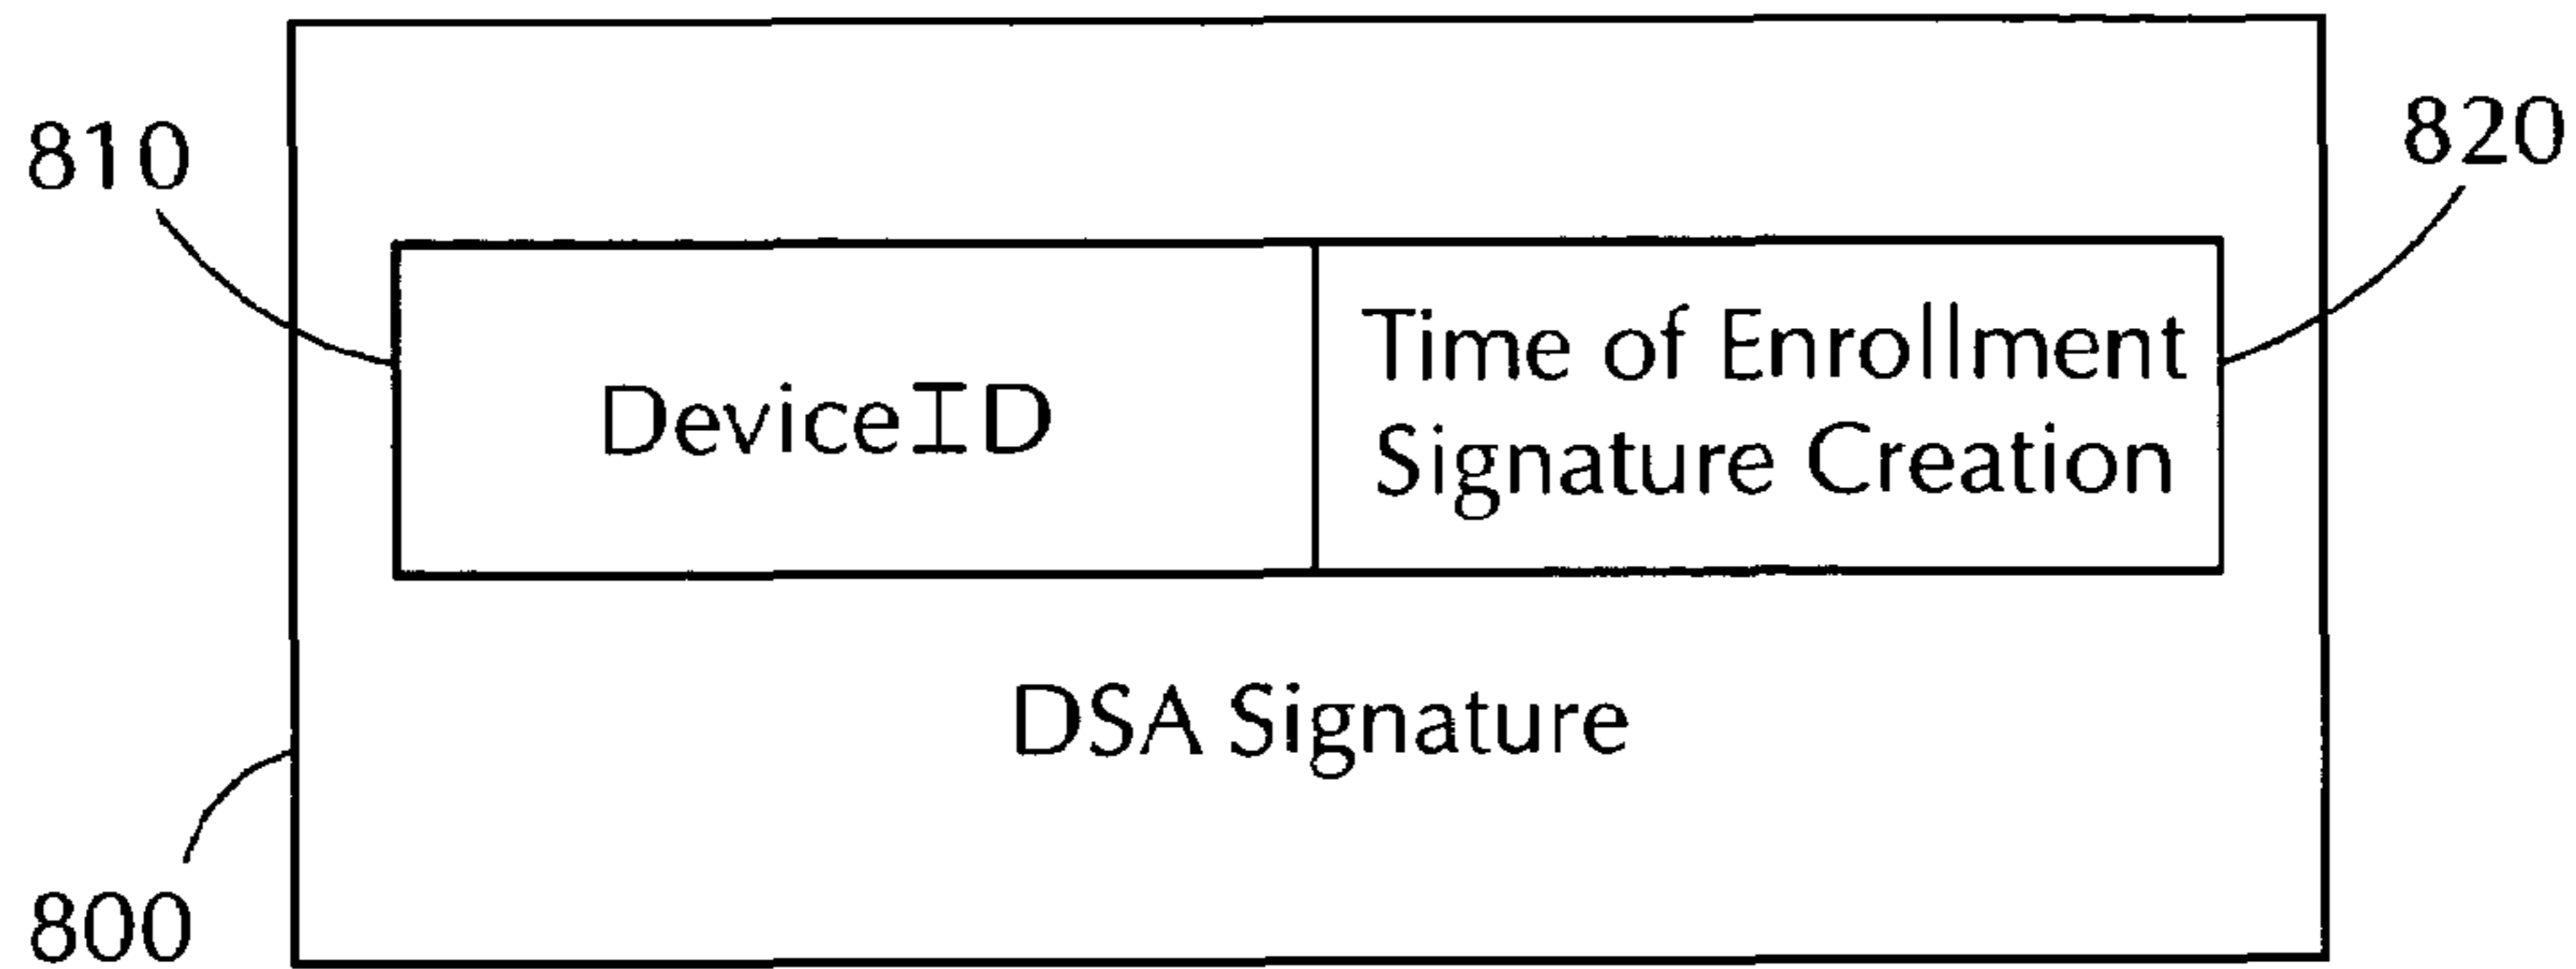 810
820
DeviceID
Time of Enrollment
Signature Creation
DSA Signature
800